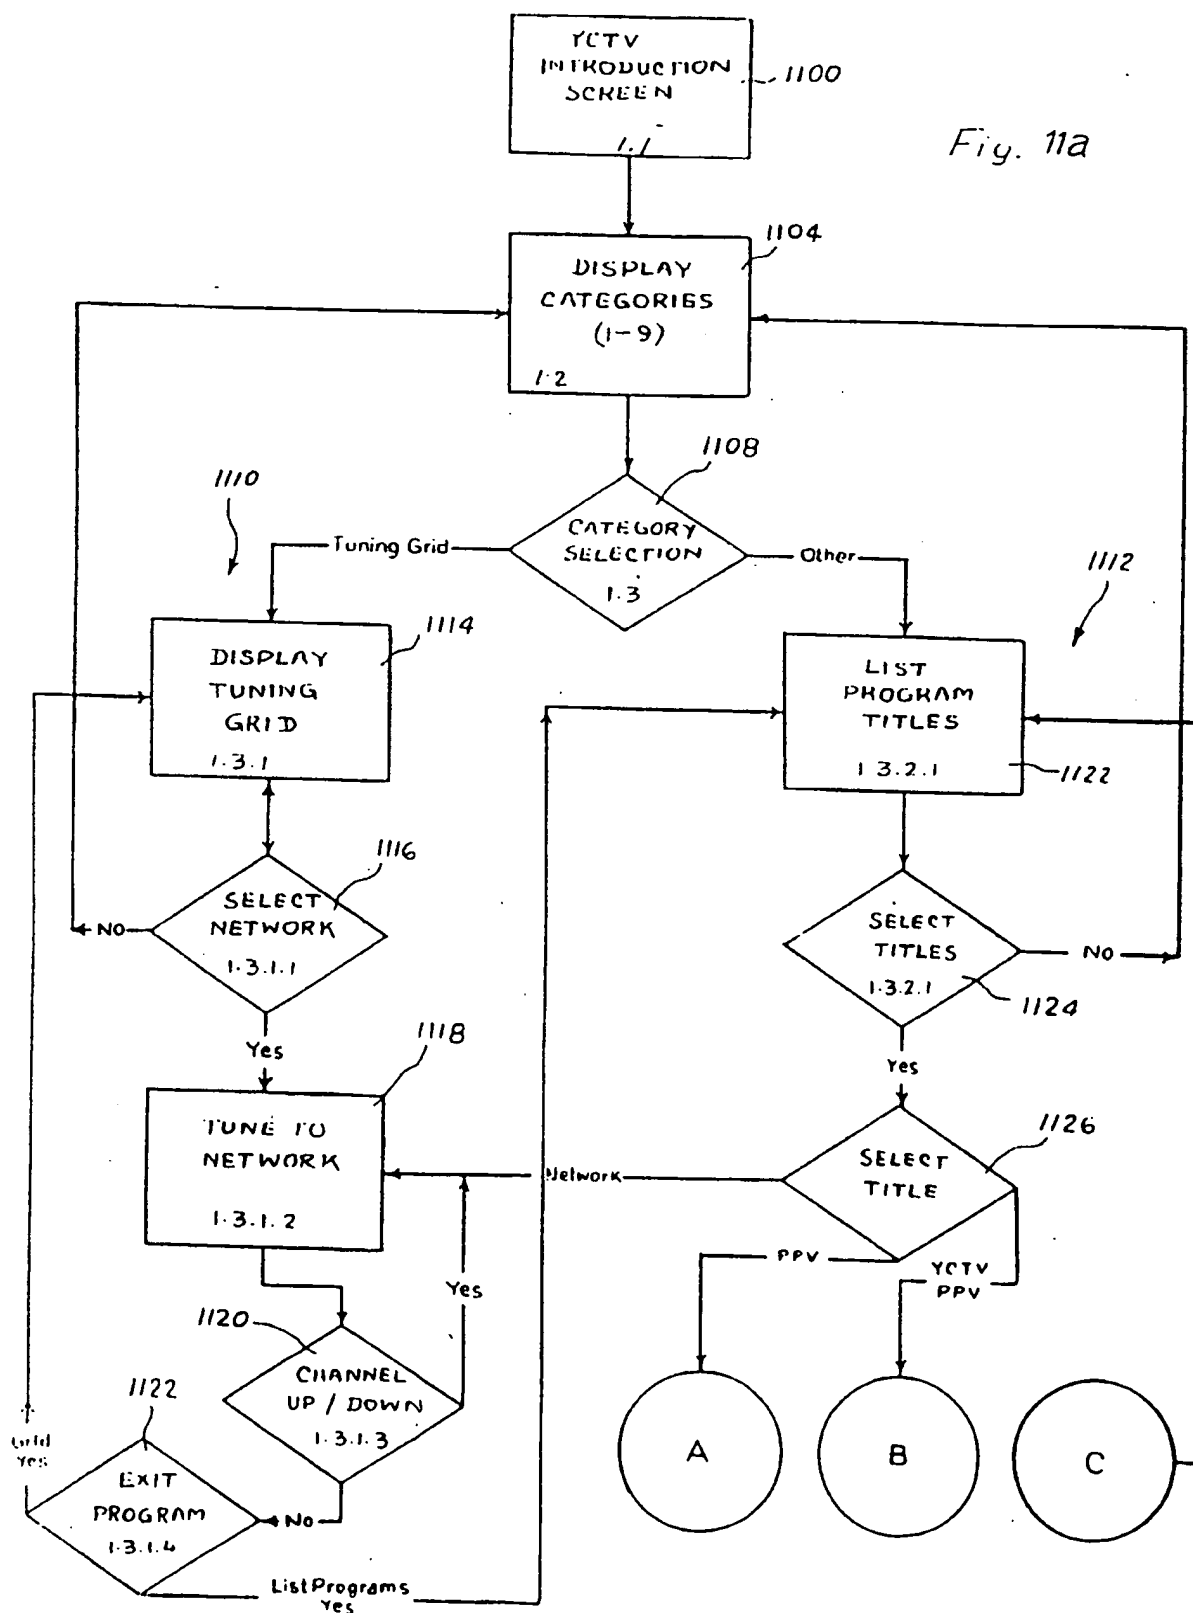 YCTV
INTRODUCTION
SCREEN
1.1
1100
Fig. 11a
1104
DISPLAY
CATEGORIES
(1-9)
1.2
1108
CATEGORY
SELECTION
1.3
Tuning Grid
Other
1110
1112
1114
DISPLAY
TUNING
GRID
1.3.1
LIST
PROGRAM
TITLES
1.3.2.1
1122
1116
SELECT
NETWORK
1.3.1.1
No
Yes
SELECT
TITLES
1.3.2.1
No
1124
Yes
1118
TUNE TO
NETWORK
1.3.1.2
Network
1126
SELECT
TITLE
PPV
YCTV
PPV
Yes
1120
CHANNEL
UP / DOWN
1.3.1.3
No
1122
EXIT
PROGRAM
1.3.1.4
Grid
Yes
List Programs
Yes
A
B
C